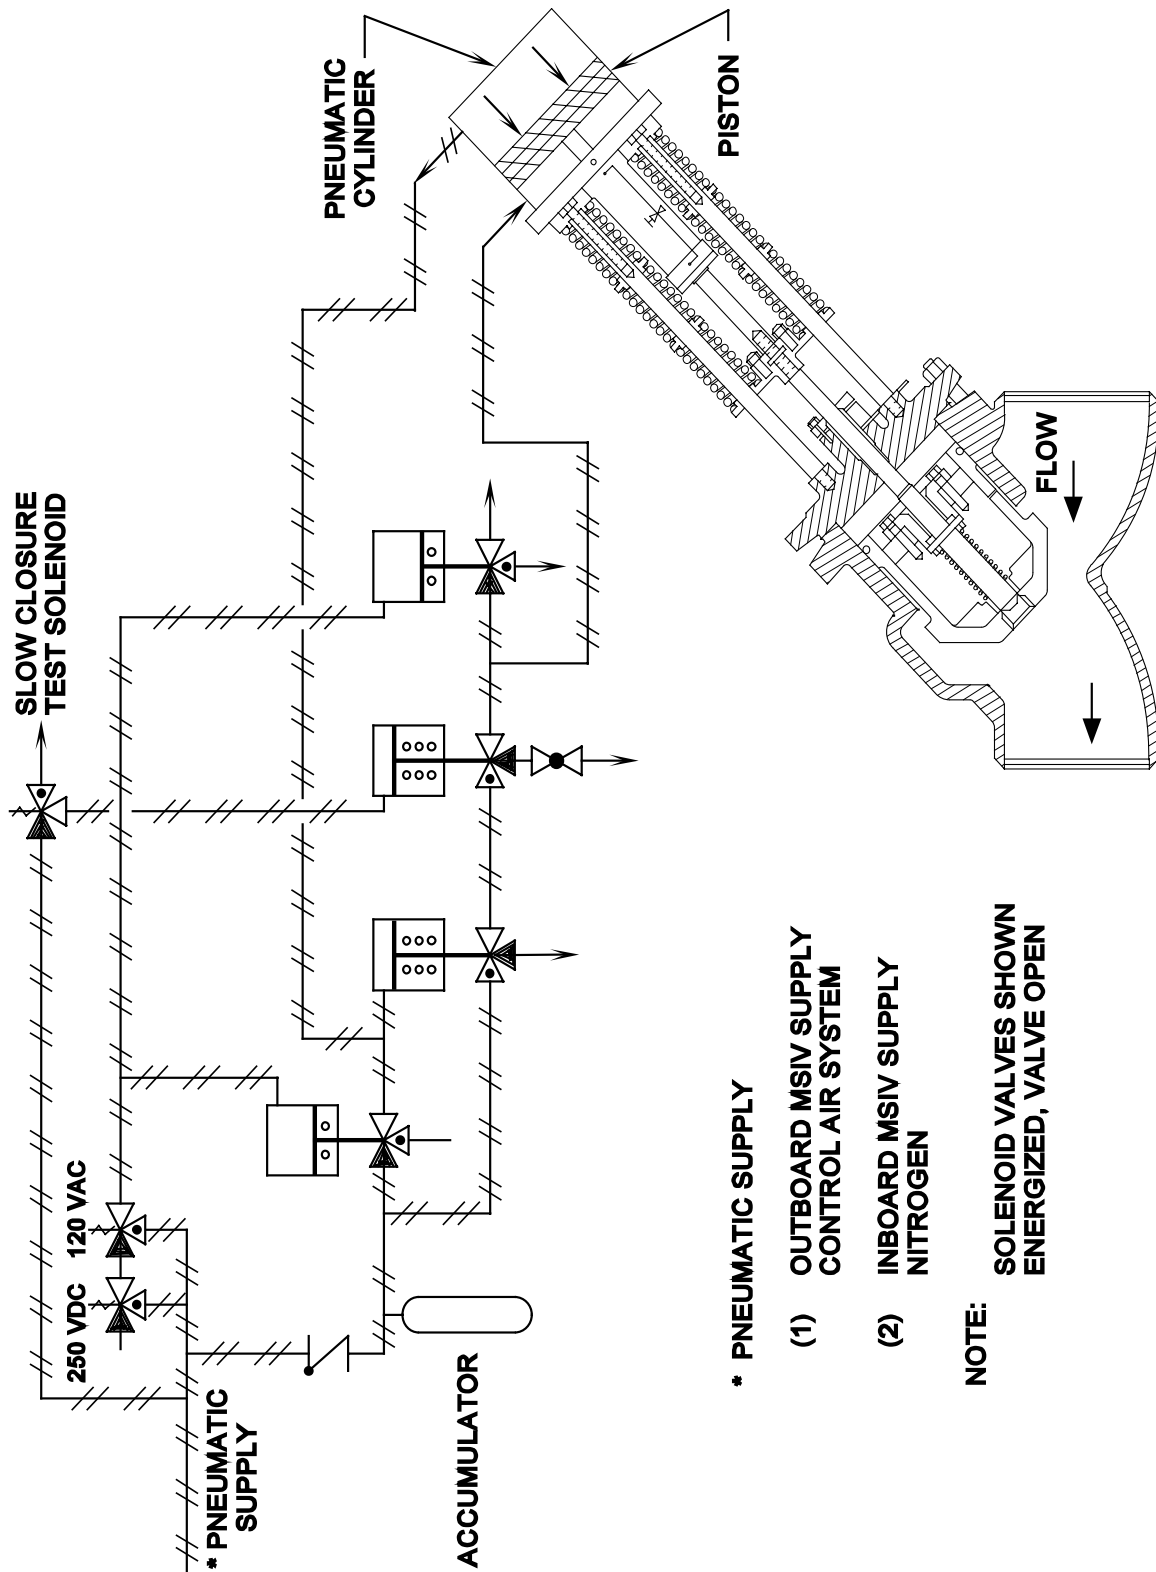 SLOW CLOSURE
TEST SOLENOID
PNEUMATIC
CYLINDER
PISTON
FLOW
250 VDC
120 VAC
* PNEUMATIC
SUPPLY
ACCUMULATOR
* PNEUMATIC SUPPLY
(1) OUTBOARD MSIV SUPPLY
CONTROL AIR SYSTEM
(2) INBOARD MSIV SUPPLY
NITROGEN
NOTE:
SOLENOID VALVES SHOWN
ENERGIZED, VALVE OPEN